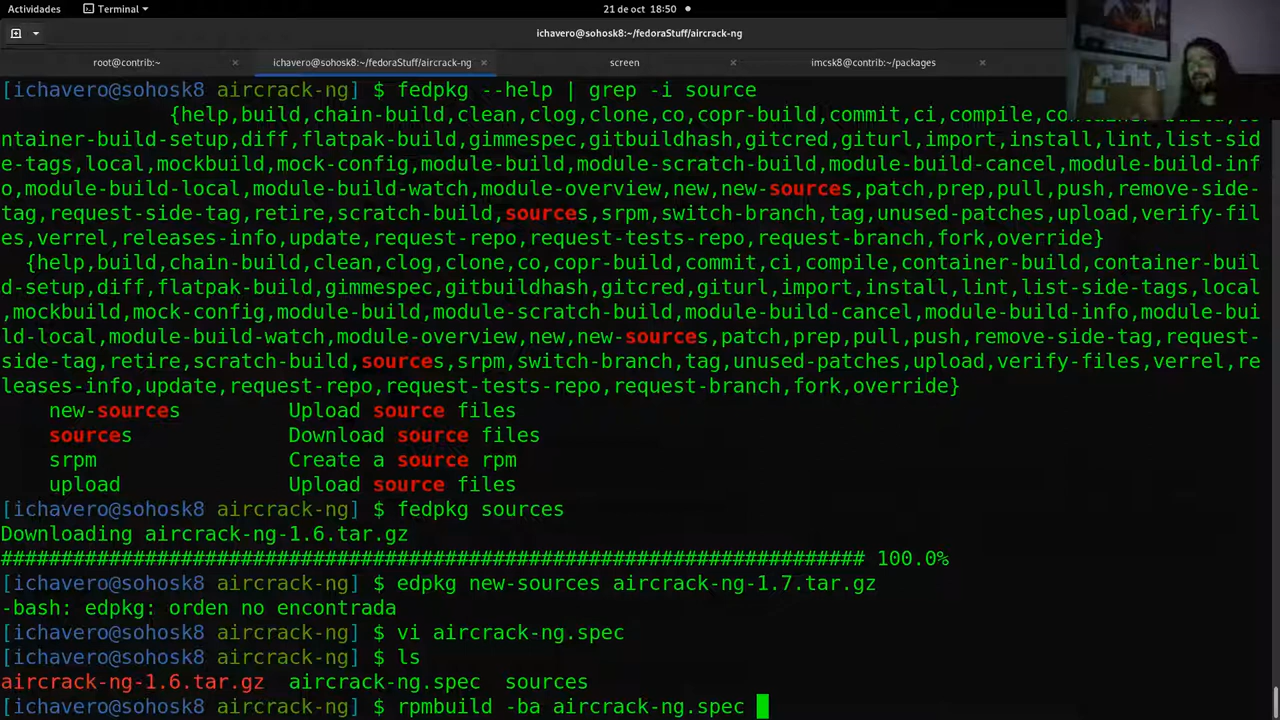 Actividades  Terminal  21 de oct 18:50
ichavero@sohosk8:~/fedoraStuff/aircrack-ng
root@contrib:~ × ichavero@sohosk8:~/fedoraStuff/aircrack-ng × screen × imcsk8@contrib:~/packages ×
[ichavero@sohosk8 aircrack-ng] $ fedpkg --help | grep -i source
{help,build,chain-build,clean,clog,clone,co,copr-build,commit,ci,compile,container-build,co
ntainer-build-setup,diff,flatpak-build,gimmespec,gitbuildhash,gitcred,giturl,import,install,lint,list-sid
e-tags,local,mockbuild,mock-config,module-build,module-scratch-build,module-build-cancel,module-build-inf
o,module-build-local,module-build-watch,module-overview,new,new-sources,patch,prep,pull,push,remove-side-
tag,request-side-tag,retire,scratch-build,sources,srpm,switch-branch,tag,unused-patches,upload,verify-fil
es,verrel,releases-info,update,request-repo,request-tests-repo,request-branch,fork,override}
{help,build,chain-build,clean,clog,clone,co,copr-build,commit,ci,compile,container-build,container-buil
d-setup,diff,flatpak-build,gimmespec,gitbuildhash,gitcred,giturl,import,install,lint,list-side-tags,local
,mockbuild,mock-config,module-build,module-scratch-build,module-build-cancel,module-build-info,module-bui
ld-local,module-build-watch,module-overview,new,new-sources,patch,prep,pull,push,remove-side-tag,request-
side-tag,retire,scratch-build,sources,srpm,switch-branch,tag,unused-patches,upload,verify-files,verrel,re
leases-info,update,request-repo,request-tests-repo,request-branch,fork,override}
new-sources Upload source files
sources Download source files
srpm Create a source rpm
upload Upload source files
[ichavero@sohosk8 aircrack-ng] $ fedpkg sources
Downloading aircrack-ng-1.6.tar.gz
######################################################################## 100.0%
[ichavero@sohosk8 aircrack-ng] $ edpkg new-sources aircrack-ng-1.7.tar.gz
-bash: edpkg: orden no encontrada
[ichavero@sohosk8 aircrack-ng] $ vi aircrack-ng.spec
[ichavero@sohosk8 aircrack-ng] $ ls
aircrack-ng-1.6.tar.gz aircrack-ng.spec sources
[ichavero@sohosk8 aircrack-ng] $ rpmbuild -ba aircrack-ng.spec